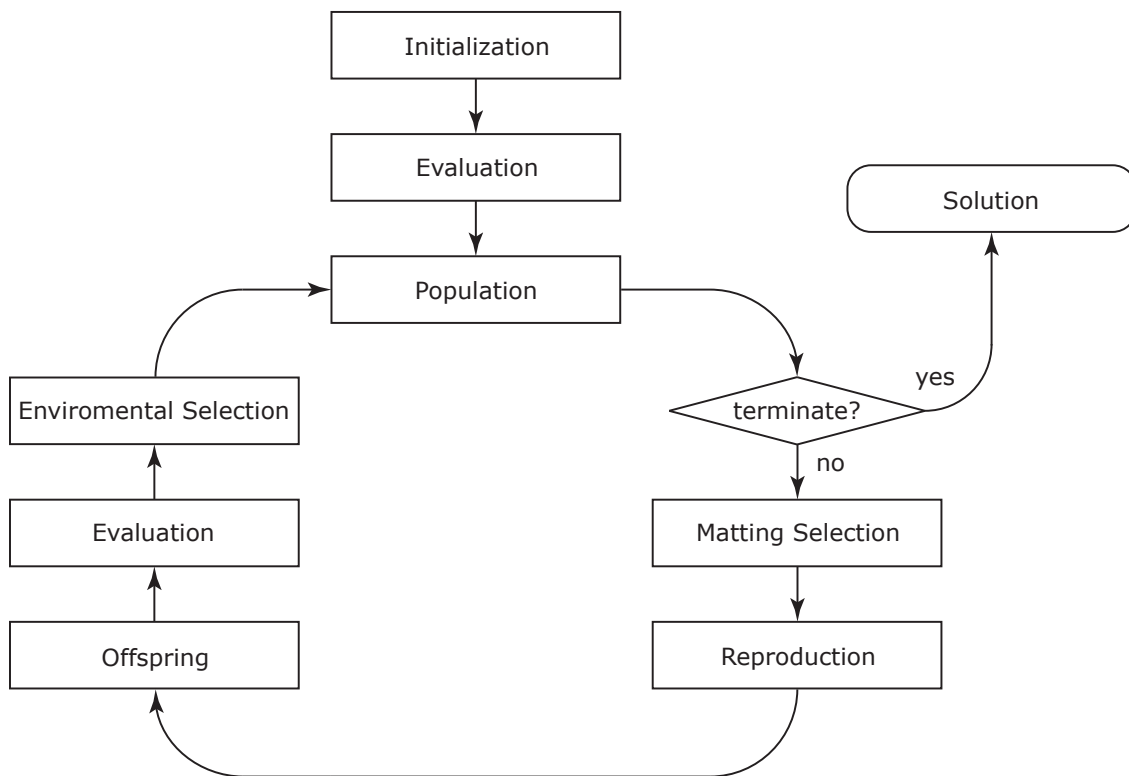 Initialization
Evaluation
Solution
Population
yes
Enviromental Selection
terminate?
no
Evaluation
Matting Selection
Offspring
Reproduction